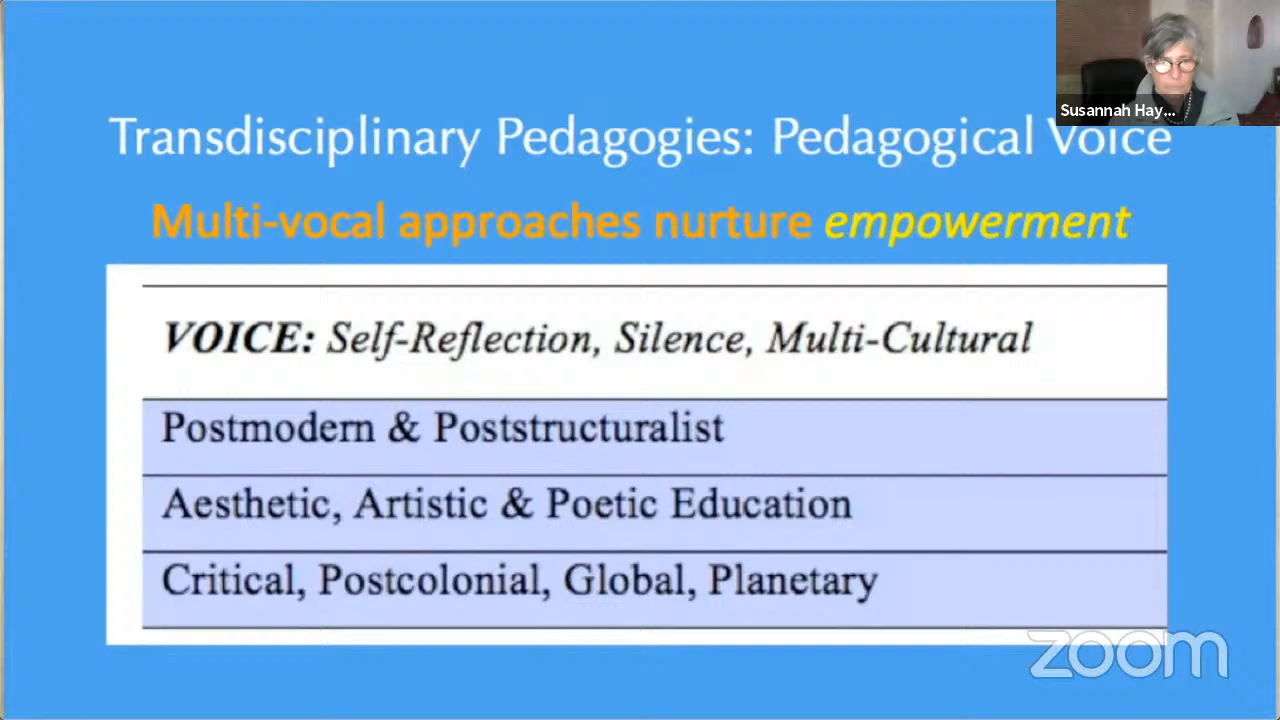 Susannah Hay...
Transdisciplinary Pedagogies: Pedagogical Voice
Multi-vocal approaches nurture empowerment
VOICE: Self-Reflection, Silence, Multi-Cultural
Postmodern & Poststructuralist
Aesthetic, Artistic & Poetic Education
Critical, Postcolonial, Global, Planetary
zoom